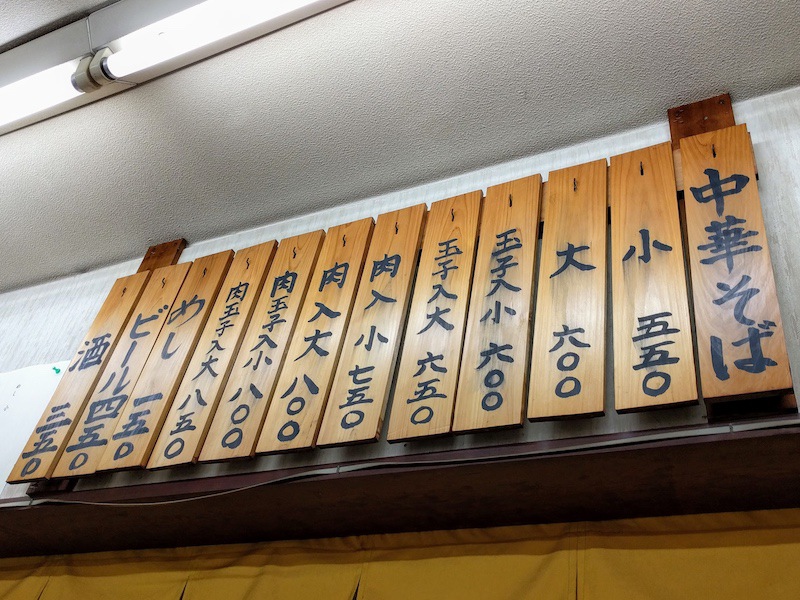 中華そば
小 五五〇
大 六〇〇
玉子入小 六〇〇
玉子入大 六五〇
肉入小 七五〇
肉入大 八〇〇
肉玉子入小 八〇〇
肉玉子入大 八五〇
めし 一五〇
ビール 四五〇
酒 三五〇